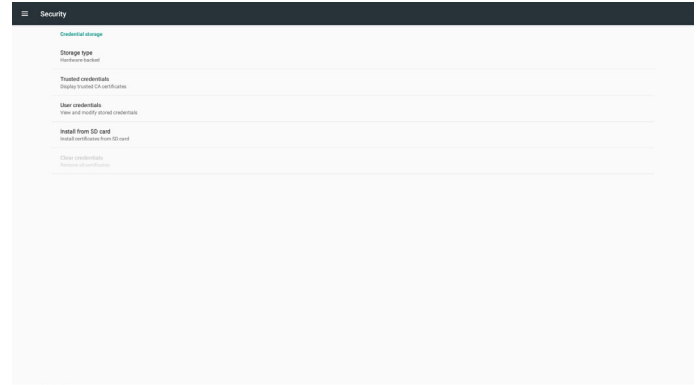 Security
Credential storage
Storage type
Hardware-backed
Trusted credentials
Display trusted CA certificates
User credentials
View and modify stored credentials
Install from SD card
Install certificates from SD card
Clear credentials
Remove all certificates